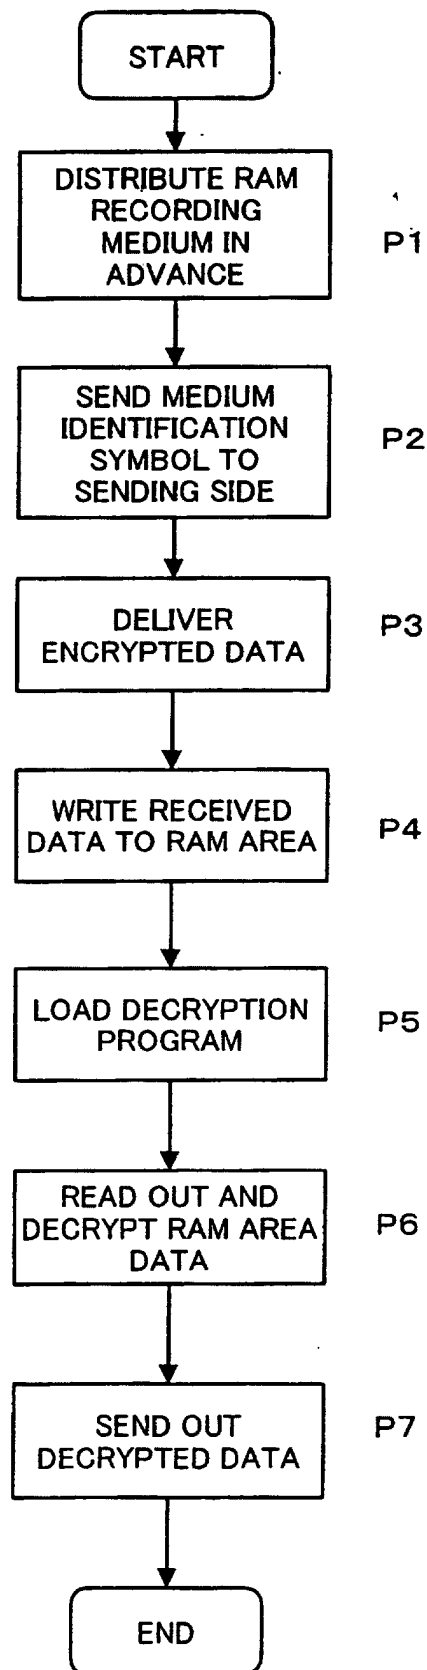 START
DISTRIBUTE RAM
RECORDING
MEDIUM IN
ADVANCE
P1
SEND MEDIUM
IDENTIFICATION
SYMBOL TO
SENDING SIDE
P2
DELIVER
ENCRYPTED DATA
P3
WRITE RECEIVED
DATA TO RAM AREA
P4
LOAD DECRYPTION
PROGRAM
P5
READ OUT AND
DECRYPT RAM AREA
DATA
P6
SEND OUT
DECRYPTED DATA
P7
END